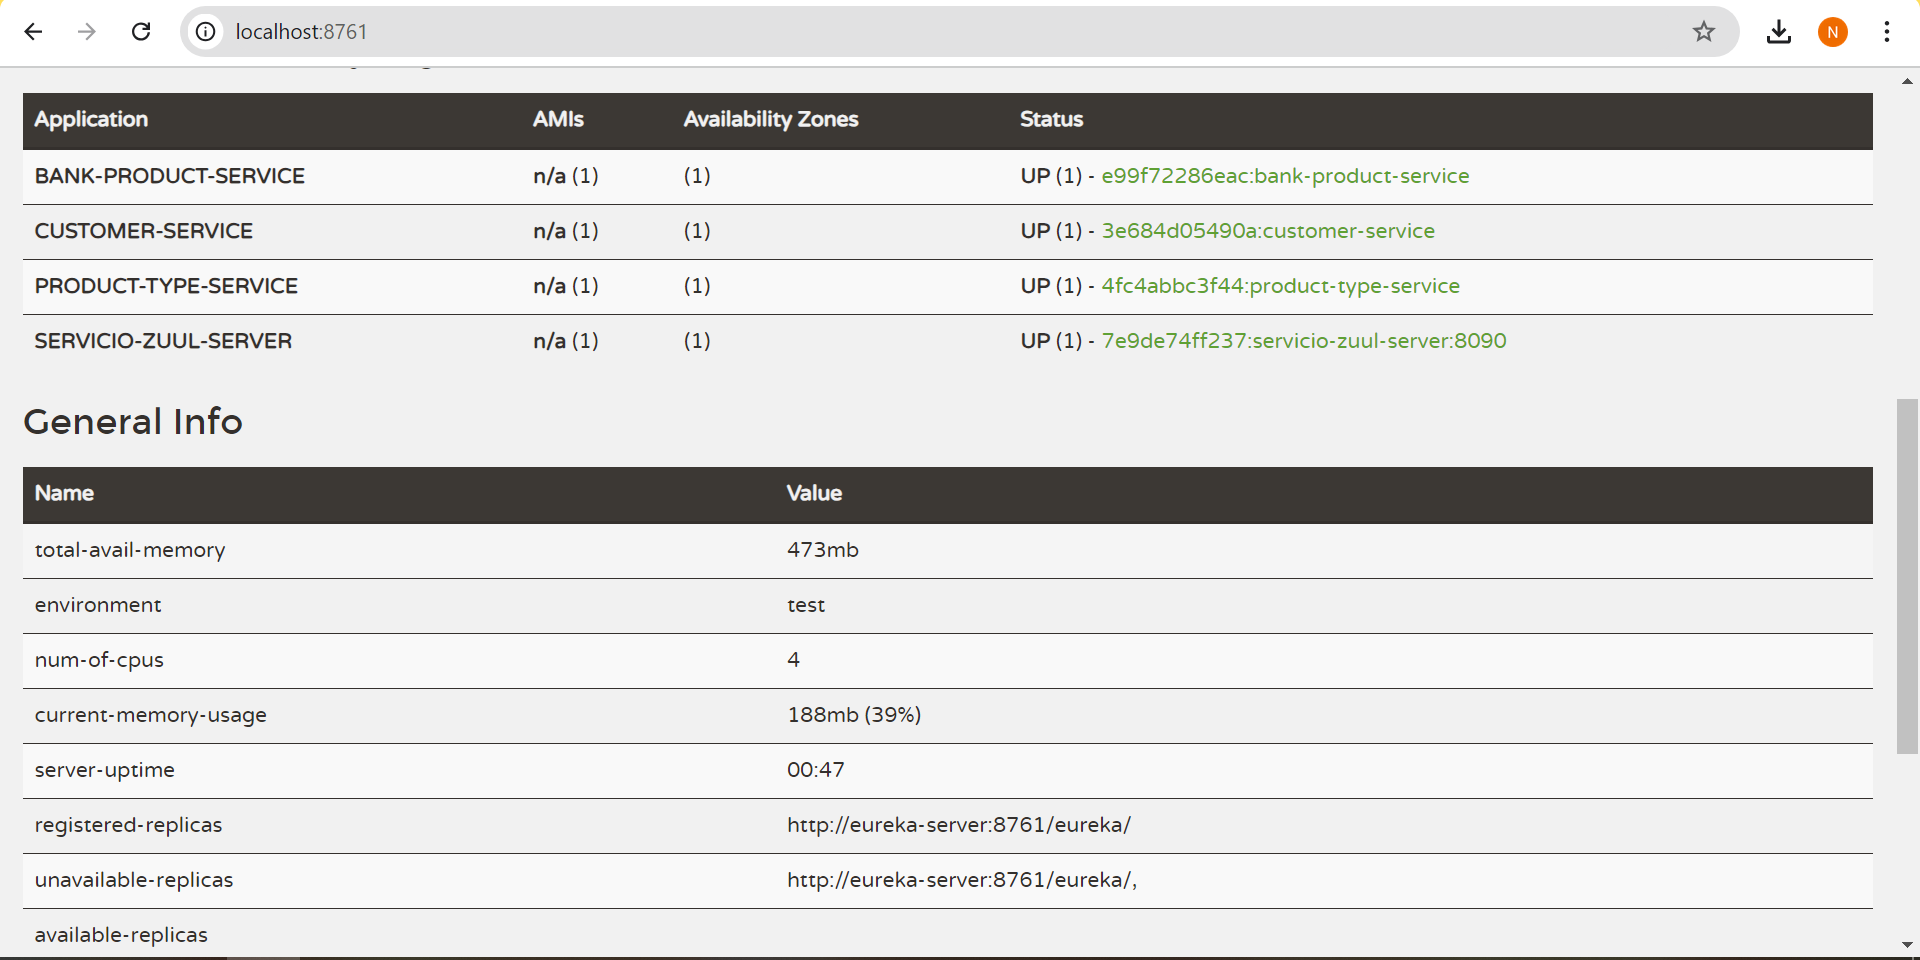 localhost:8761
N
Application AMIs Availability Zones Status
BANK-PRODUCT-SERVICE n/a (1) (1) UP (1) - e99f72286eac:bank-product-service
CUSTOMER-SERVICE n/a (1) (1) UP (1) - 3e684d05490a:customer-service
PRODUCT-TYPE-SERVICE n/a (1) (1) UP (1) - 4fc4abbc3f44:product-type-service
SERVICIO-ZUUL-SERVER n/a (1) (1) UP (1) - 7e9de74ff237:servicio-zuul-server:8090
General Info
Name Value
total-avail-memory 473mb
environment test
num-of-cpus 4
current-memory-usage 188mb (39%)
server-uptime 00:47
registered-replicas http://eureka-server:8761/eureka/
unavailable-replicas http://eureka-server:8761/eureka/,
available-replicas